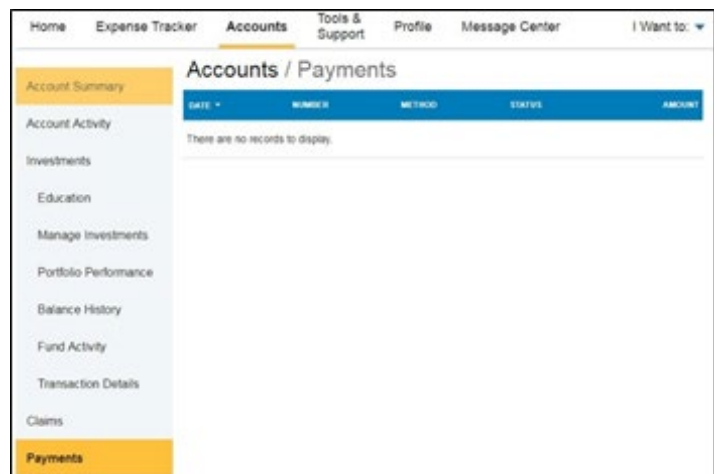 Home Expense Tracker Accounts Tools & Support Profile Message Center I Want to:
Accounts / Payments
Account Summary
Account Activity
Investments
Education
Manage Investments
Portfolio Performance
Balance History
Fund Activity
Transaction Details
Claims
Payments
DATE NUMBER METHOD STATUS AMOUNT
There are no records to display.